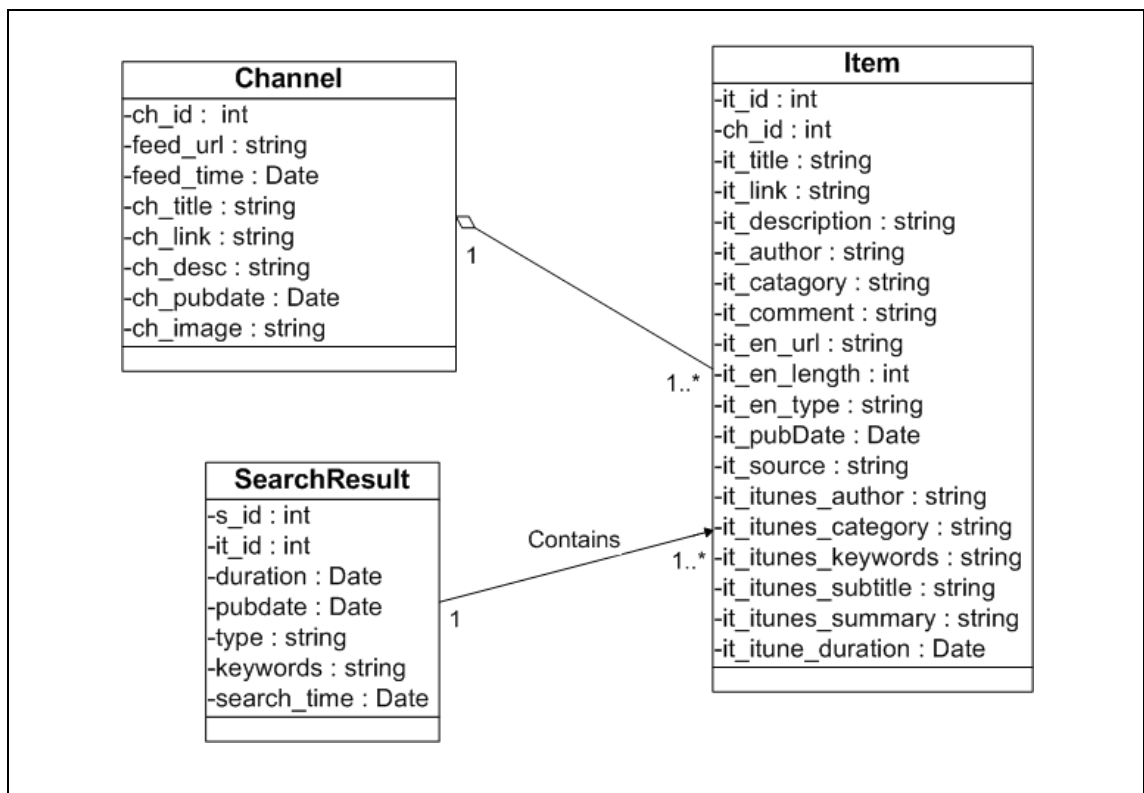 Channel
-ch_id : int
-feed_url : string
-feed_time : Date
-ch_title : string
-ch_link : string
-ch_desc : string
-ch_pubdate : Date
-ch_image : string
1
1..*
Item
-it_id : int
-ch_id : int
-it_title : string
-it_link : string
-it_description : string
-it_author : string
-it_catagory : string
-it_comment : string
-it_en_url : string
-it_en_length : int
-it_en_type : string
-it_pubDate : Date
-it_source : string
-it_itunes_author : string
-it_itunes_category : string
-it_itunes_keywords : string
-it_itunes_subtitle : string
-it_itunes_summary : string
-it_itune_duration : Date
SearchResult
-s_id : int
-it_id : int
-duration : Date
-pubdate : Date
-type : string
-keywords : string
-search_time : Date
Contains
1
1..*